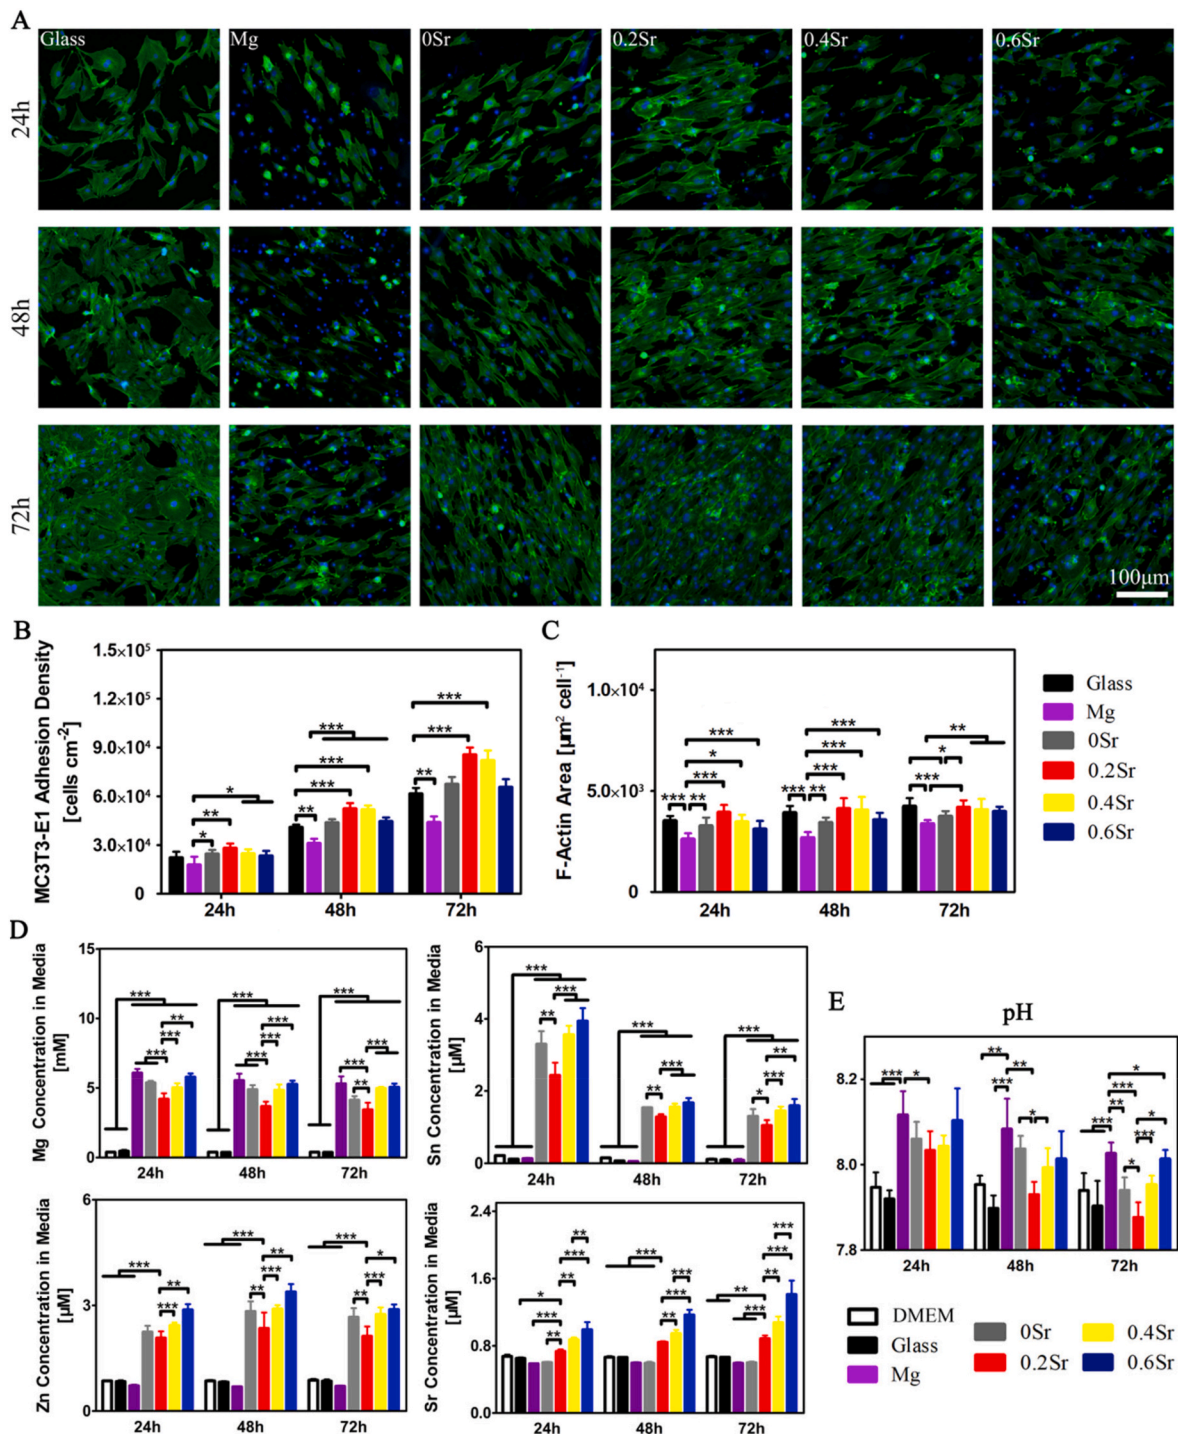 A
Glass
Mg
0Sr
0.2Sr
0.4Sr
0.6Sr
24h
48h
72h
100μm
B
MC3T3-E1 Adhesion Density
[cells cm⁻²]
1.5×10⁵
1.2×10⁵
9.0×10⁴
6.0×10⁴
3.0×10⁴
0
* ** *
** *** *** ***
** *** ***
24h 48h 72h
C
F-Actin Area [μm² cell⁻¹]
1.0×10⁴
5.0×10³
0
*** ** *** * ***
*** ** *** *** ***
*** * * **
24h 48h 72h
Glass
Mg
0Sr
0.2Sr
0.4Sr
0.6Sr
D
Mg Concentration in Media
[mM]
15
10
5
0
*** *** *** **
*** *** *** ***
*** *** ** ***
24h 48h 72h
Sn Concentration in Media
[μM]
6
4
2
0
*** ** ***
*** ** ***
*** * *** **
24h 48h 72h
Zn Concentration in Media
[μM]
6
3
0
*** *** **
*** ** *** **
*** ** *** *
24h 48h 72h
Sr Concentration in Media
[μM]
2.4
1.6
0.8
0.0
* *** ** ** *** **
*** ** *** ***
** *** ** *** ***
24h 48h 72h
E
pH
8.2
8.0
7.8
*** *
** *** ** * *
*** ** *** * * *** *
24h 48h 72h
DMEM
Glass
Mg
0Sr
0.2Sr
0.4Sr
0.6Sr